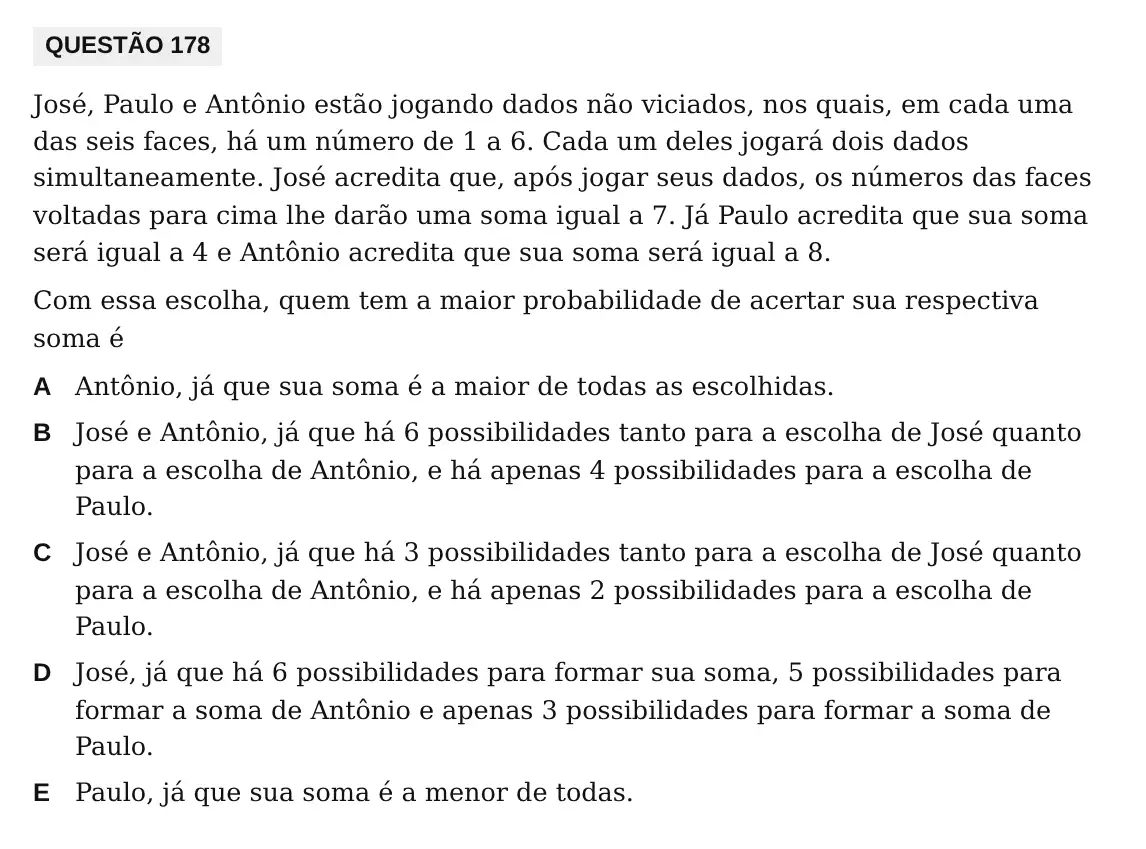 QUESTÃO 178
José, Paulo e Antônio estão jogando dados não viciados, nos quais, em cada uma
das seis faces, há um número de 1 a 6. Cada um deles jogará dois dados
simultaneamente. José acredita que, após jogar seus dados, os números das faces
voltadas para cima lhe darão uma soma igual a 7. Já Paulo acredita que sua soma
será igual a 4 e Antônio acredita que sua soma será igual a 8.
Com essa escolha, quem tem a maior probabilidade de acertar sua respectiva
soma é
A Antônio, já que sua soma é a maior de todas as escolhidas.
B José e Antônio, já que há 6 possibilidades tanto para a escolha de José quanto
para a escolha de Antônio, e há apenas 4 possibilidades para a escolha de
Paulo.
C José e Antônio, já que há 3 possibilidades tanto para a escolha de José quanto
para a escolha de Antônio, e há apenas 2 possibilidades para a escolha de
Paulo.
D José, já que há 6 possibilidades para formar sua soma, 5 possibilidades para
formar a soma de Antônio e apenas 3 possibilidades para formar a soma de
Paulo.
E Paulo, já que sua soma é a menor de todas.